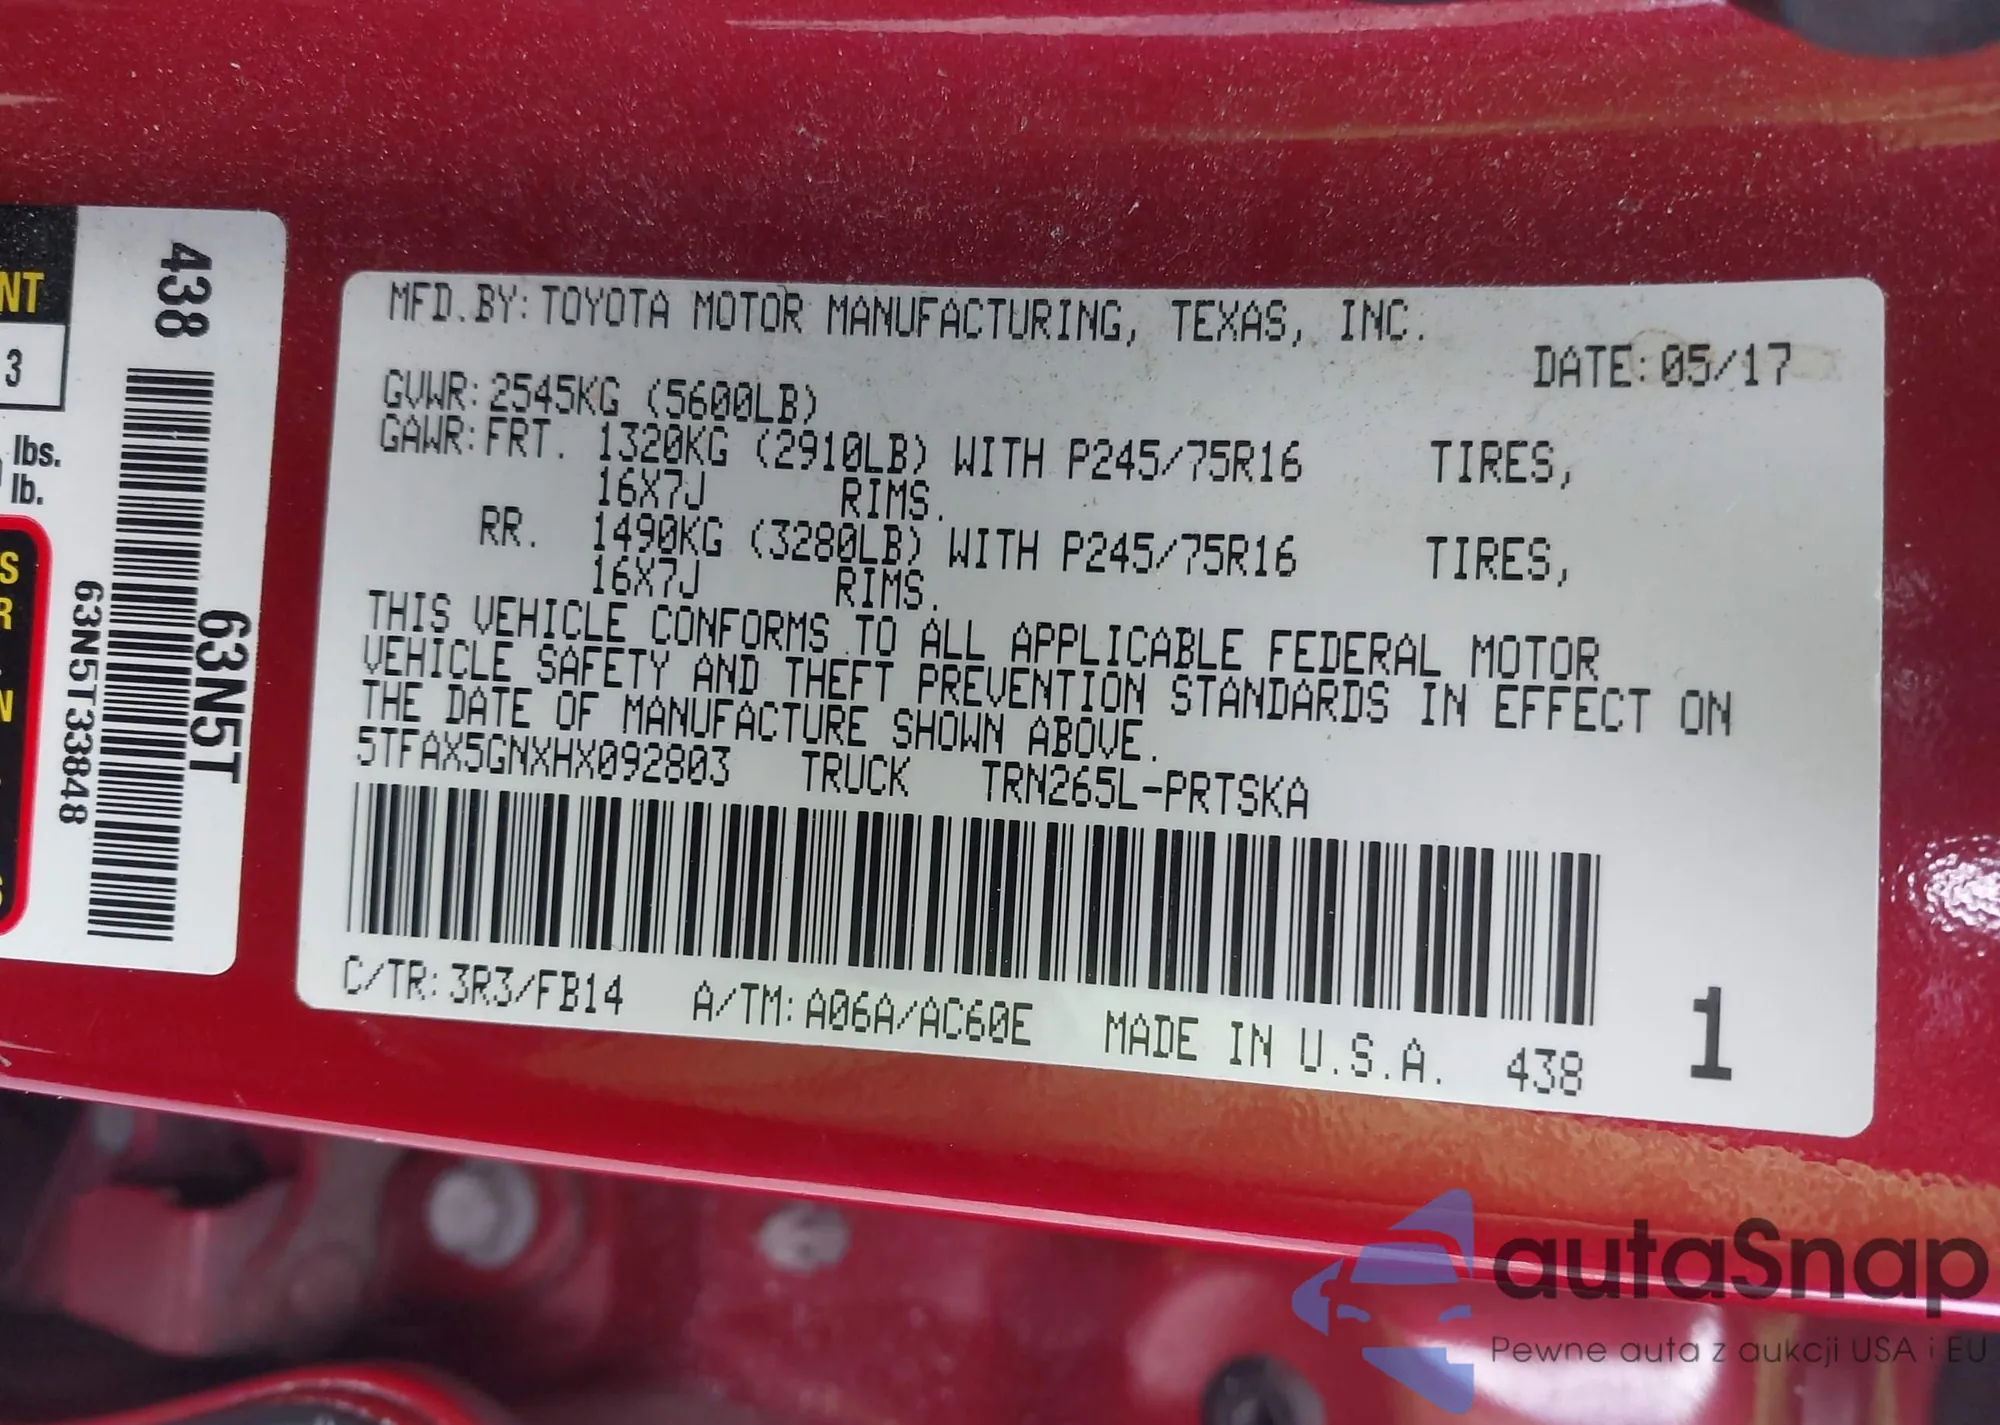 NT
3
lbs.
lb.
S
R
N
438
63N5T33848
63N5T
MFD.BY:TOYOTA MOTOR MANUFACTURING, TEXAS, INC.
DATE:05/17
GVWR:2545KG (5600LB)
GAWR:FRT. 1320KG (2910LB) WITH P245/75R16 TIRES,
16X7J RIMS.
RR. 1490KG (3280LB) WITH P245/75R16 TIRES,
16X7J RIMS.
THIS VEHICLE CONFORMS TO ALL APPLICABLE FEDERAL MOTOR
VEHICLE SAFETY AND THEFT PREVENTION STANDARDS IN EFFECT ON
THE DATE OF MANUFACTURE SHOWN ABOVE.
5TFAX5GNXHX092803 TRUCK TRN265L-PRTSKA
C/TR:3R3/FB14 A/TM:A06A/AC60E MADE IN U.S.A. 438
1
autaSnap
Pewne auta z aukcji USA i EU